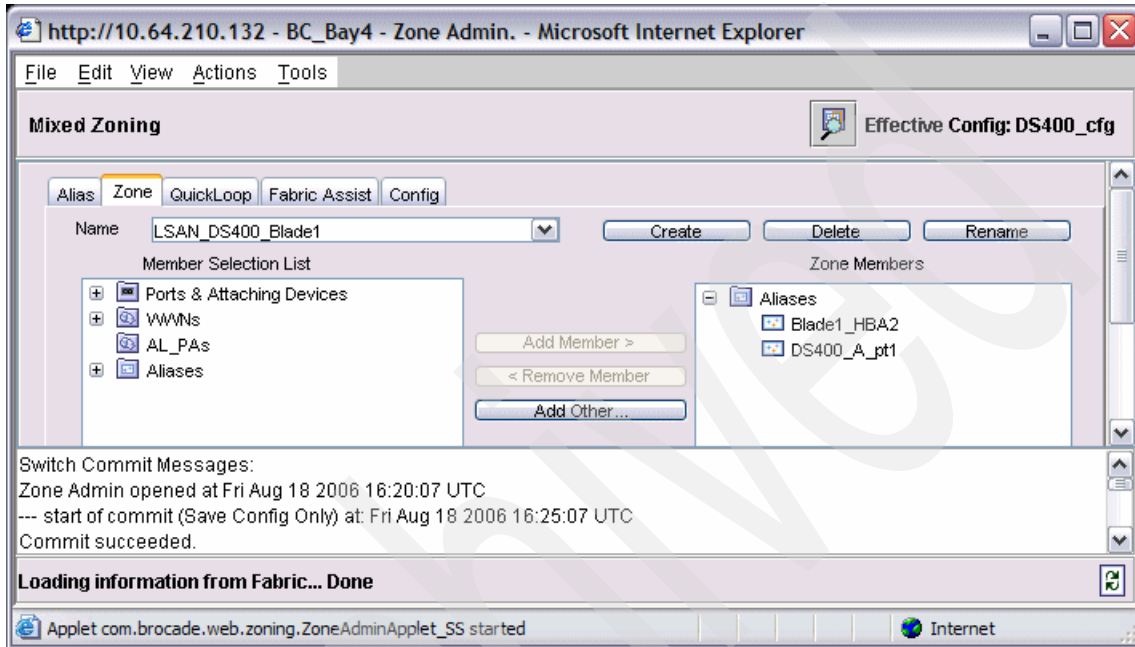 http://10.64.210.132 - BC_Bay4 - Zone Admin. - Microsoft Internet Explorer
File Edit View Actions Tools
Mixed Zoning
Effective Config: DS400_cfg
Alias Zone QuickLoop Fabric Assist Config
Name LSAN_DS400_Blade1 Create Delete Rename
Member Selection List
Zone Members
Ports & Attaching Devices
WWNs
AL_PAs
Aliases
Add Member >
< Remove Member
Add Other...
Aliases
Blade1_HBA2
DS400_A_pt1
Switch Commit Messages:
Zone Admin opened at Fri Aug 18 2006 16:20:07 UTC
--- start of commit (Save Config Only) at: Fri Aug 18 2006 16:25:07 UTC
Commit succeeded.
Loading information from Fabric... Done
Applet com.brocade.web.zoning.ZoneAdminApplet_SS started
Internet